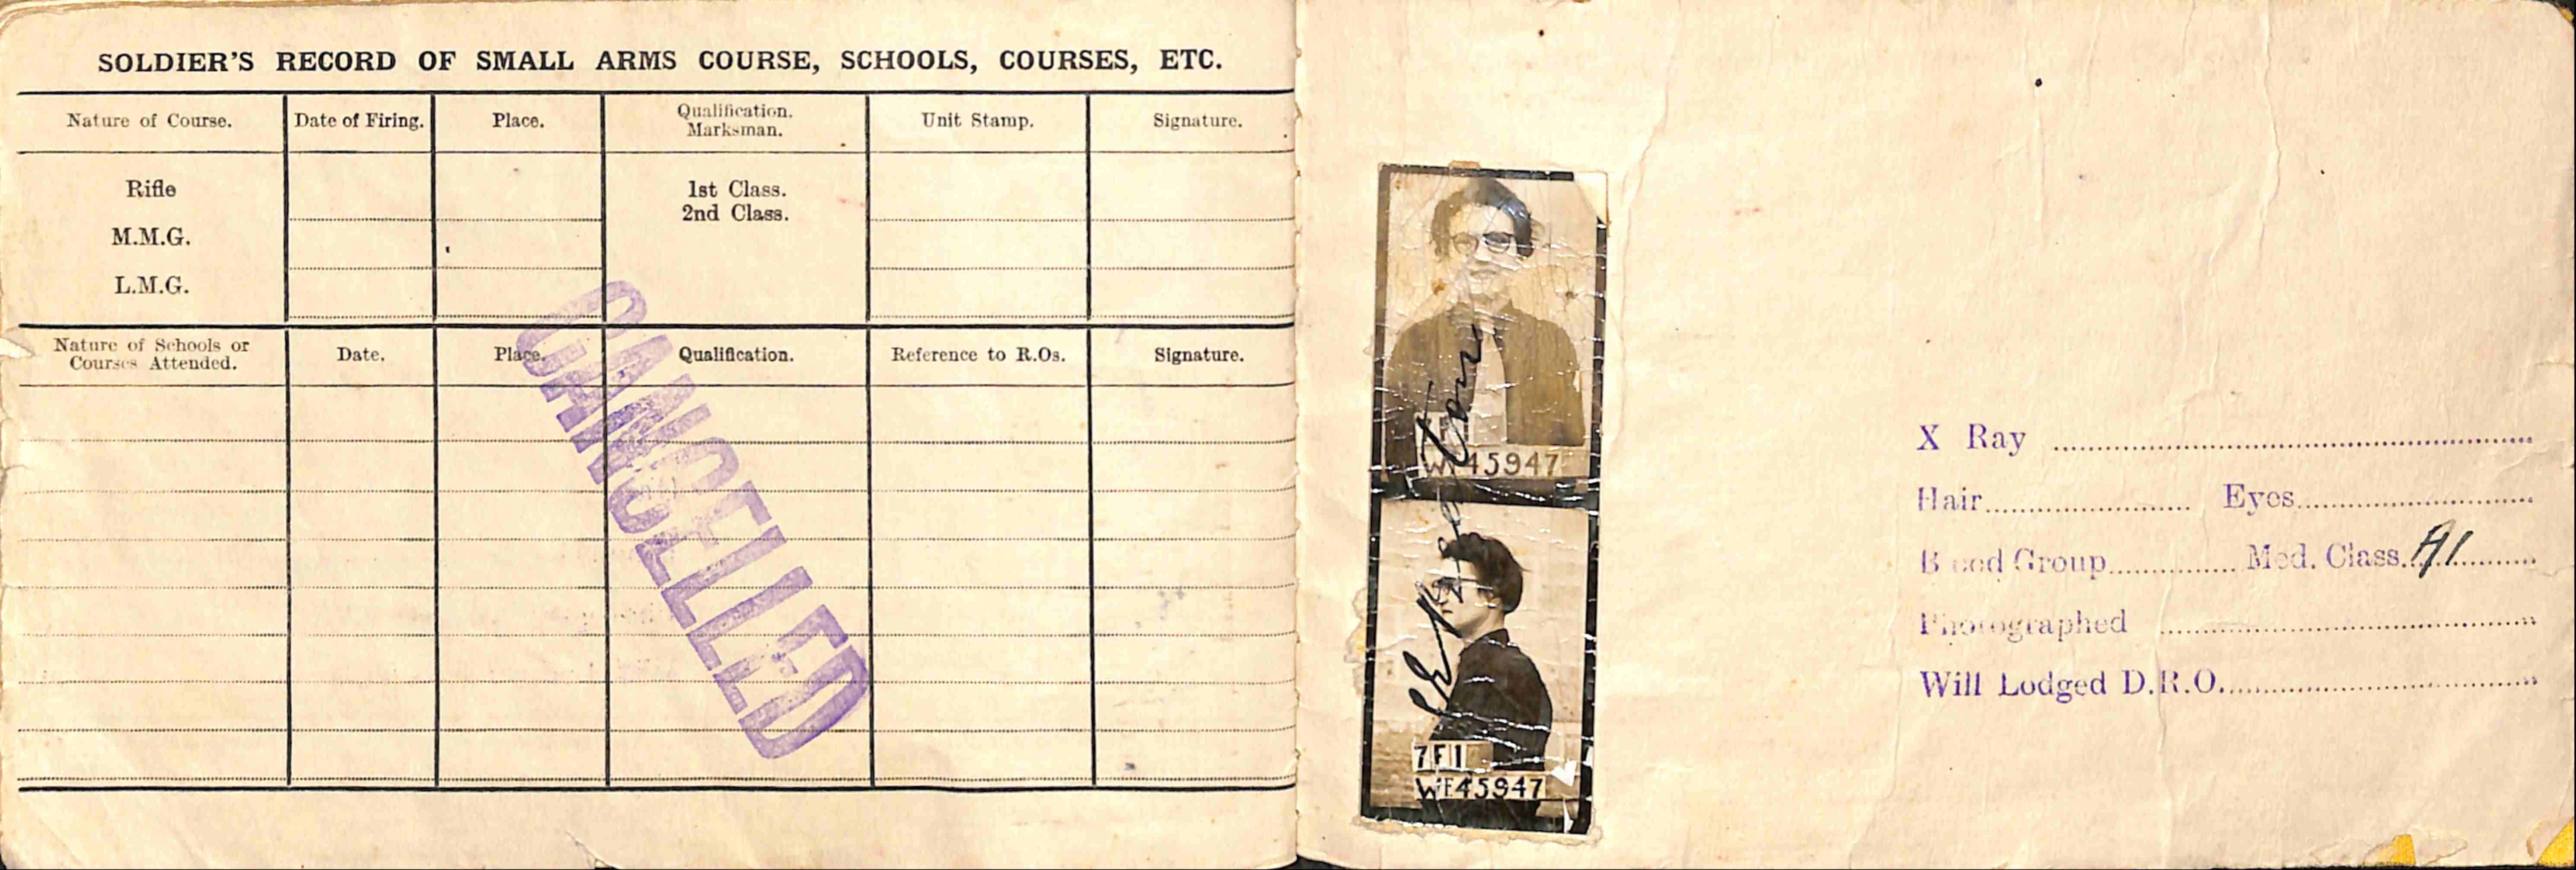 SOLDIER'S RECORD OF SMALL ARMS COURSE, SCHOOLS, COURSES, ETC.
Nature of Course. Date of Firing. Place. Qualification. Marksman. Unit Stamp. Signature.
Rifle 1st Class.
2nd Class.
M.M.G.
L.M.G.
Nature of Schools or Courses Attended. Date. Place. Qualification. Reference to R.Os. Signature.
CANCELLED
45947
7F1
WF45947
X Ray
Hair Eyes
Blood Group Med. Class A1
Photographed
Will Lodged D.R.O.